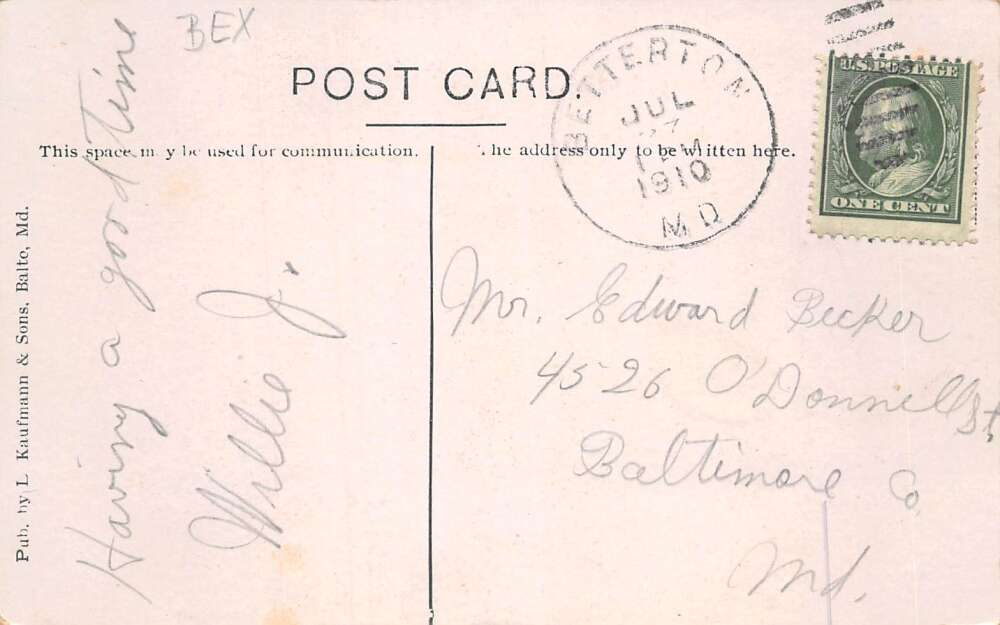 BEX
POST CARD.
This space may be used for communication.
The address only to be written here.
Pub. by L. Kaufmann & Sons, Balto, Md.
Having a good Time
Willie J.
BETTERTON
JUL
27
PM
1910
MD
U.S. POSTAGE
ONE CENT
Mr. Edward Becker
4526 O'Donnell St
Baltimore Co
Md.